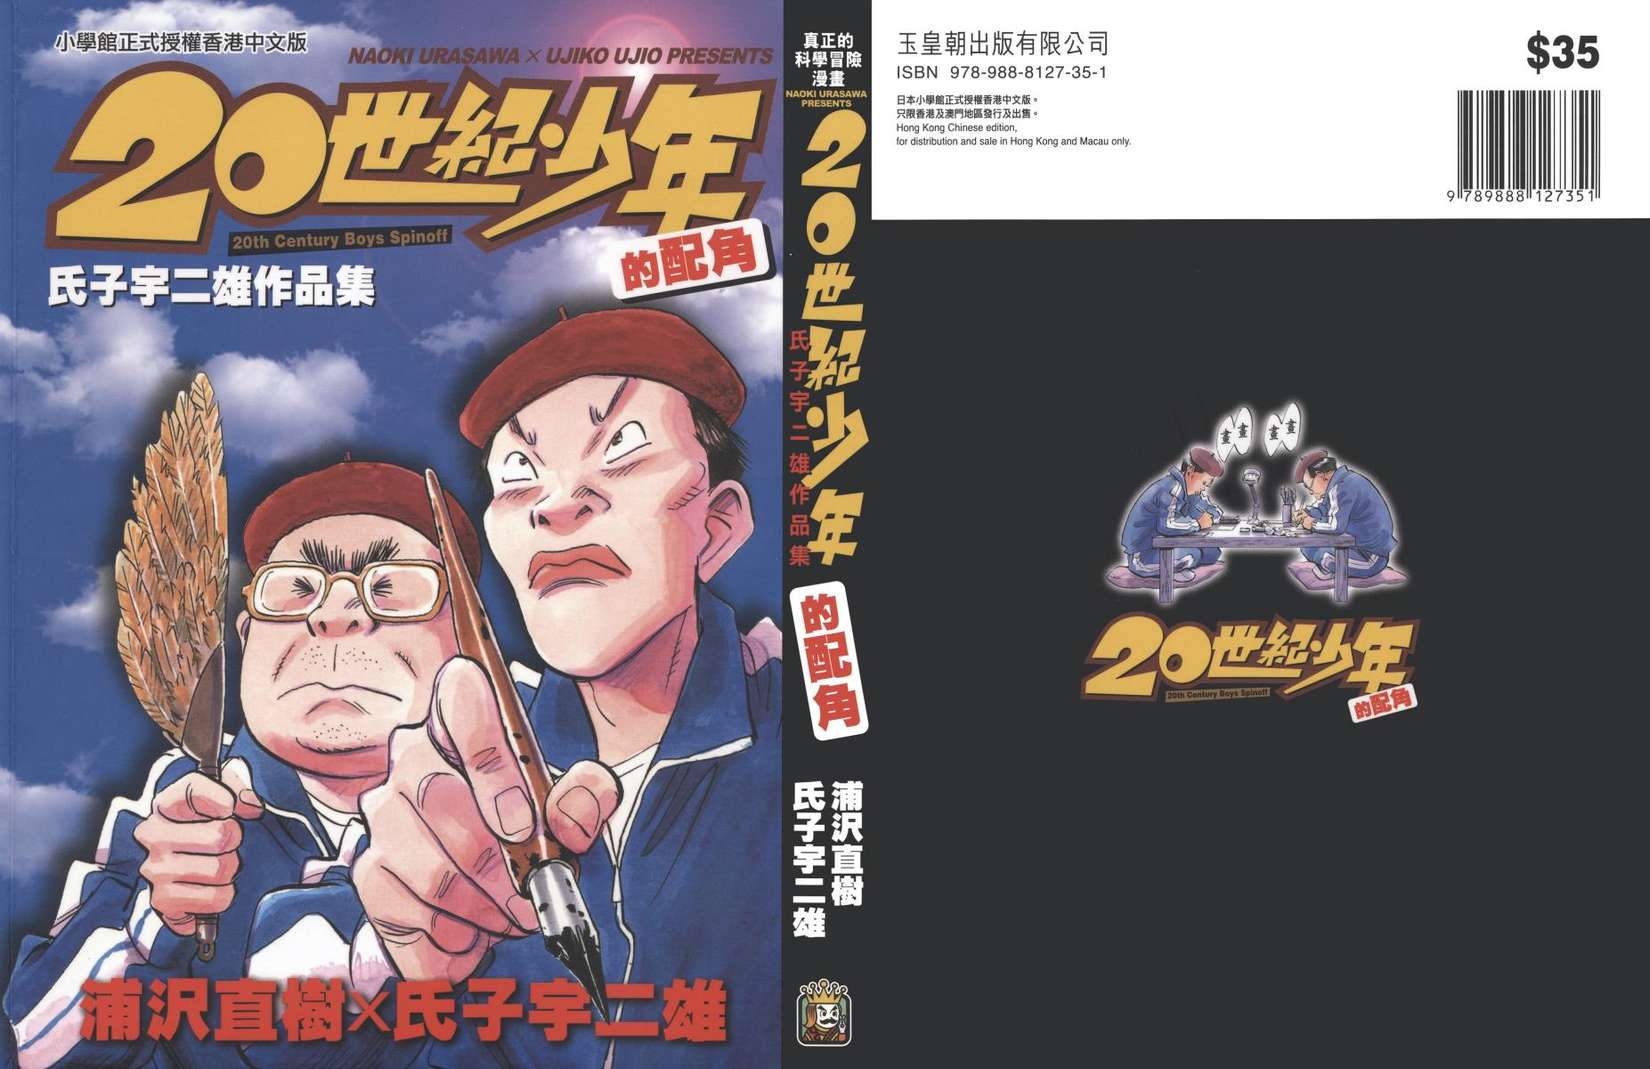 小學館正式授權香港中文版
NAOKI URASAWA × UJIKO UJIO PRESENTS
20世紀少年
20th Century Boys Spinoff
的配角
氏子宇二雄作品集
浦沢直樹×氏子宇二雄
真正的
科學冒險
漫畫
NAOKI URASAWA
PRESENTS
20世紀少年
氏子宇二雄作品集
的配角
浦沢直樹
氏子宇二雄
玉皇朝出版有限公司
ISBN 978-988-8127-35-1
日本小學館正式授權香港中文版。
只限香港及澳門地區發行及出售。
Hong Kong Chinese edition,
for distribution and sale in Hong Kong and Macau only.
$35
9 789888 127351
畫畫
畫畫
20世紀少年
20th Century Boys Spinoff
的配角